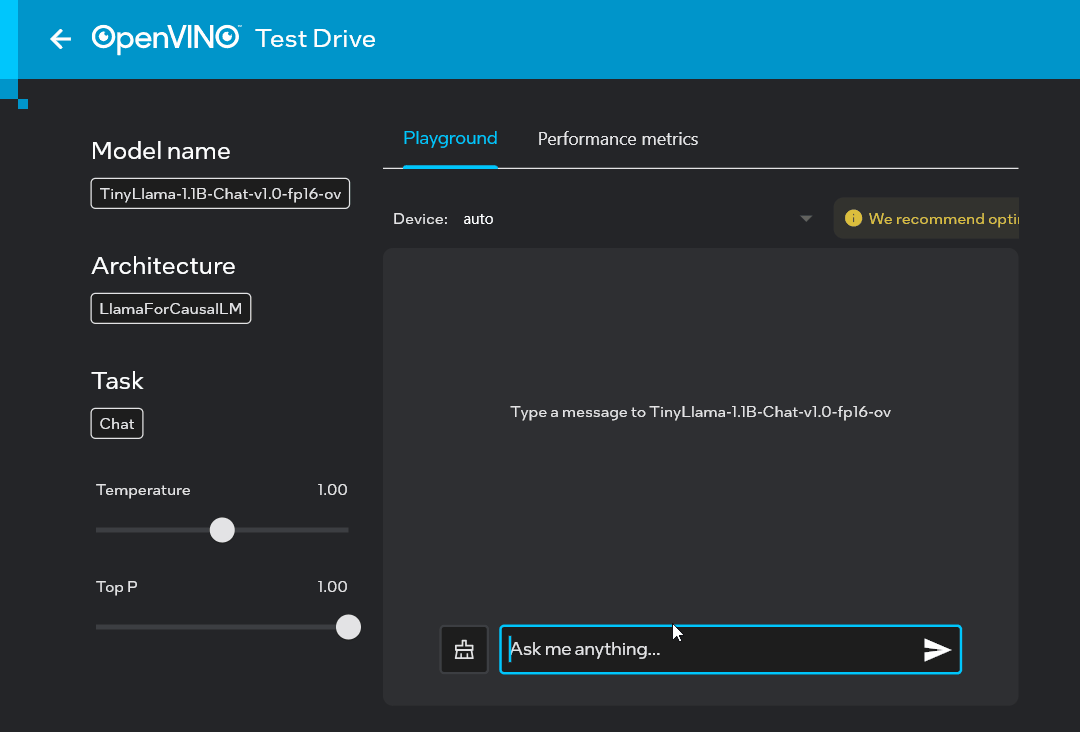 OpenVINO™ Test Drive
Model name
TinyLlama-1.1B-Chat-v1.0-fp16-ov
Architecture
LlamaForCausalLM
Task
Chat
Temperature 1.00
Top P 1.00
Playground Performance metrics
Device: auto
We recommend opti
Type a message to TinyLlama-1.1B-Chat-v1.0-fp16-ov
Ask me anything...